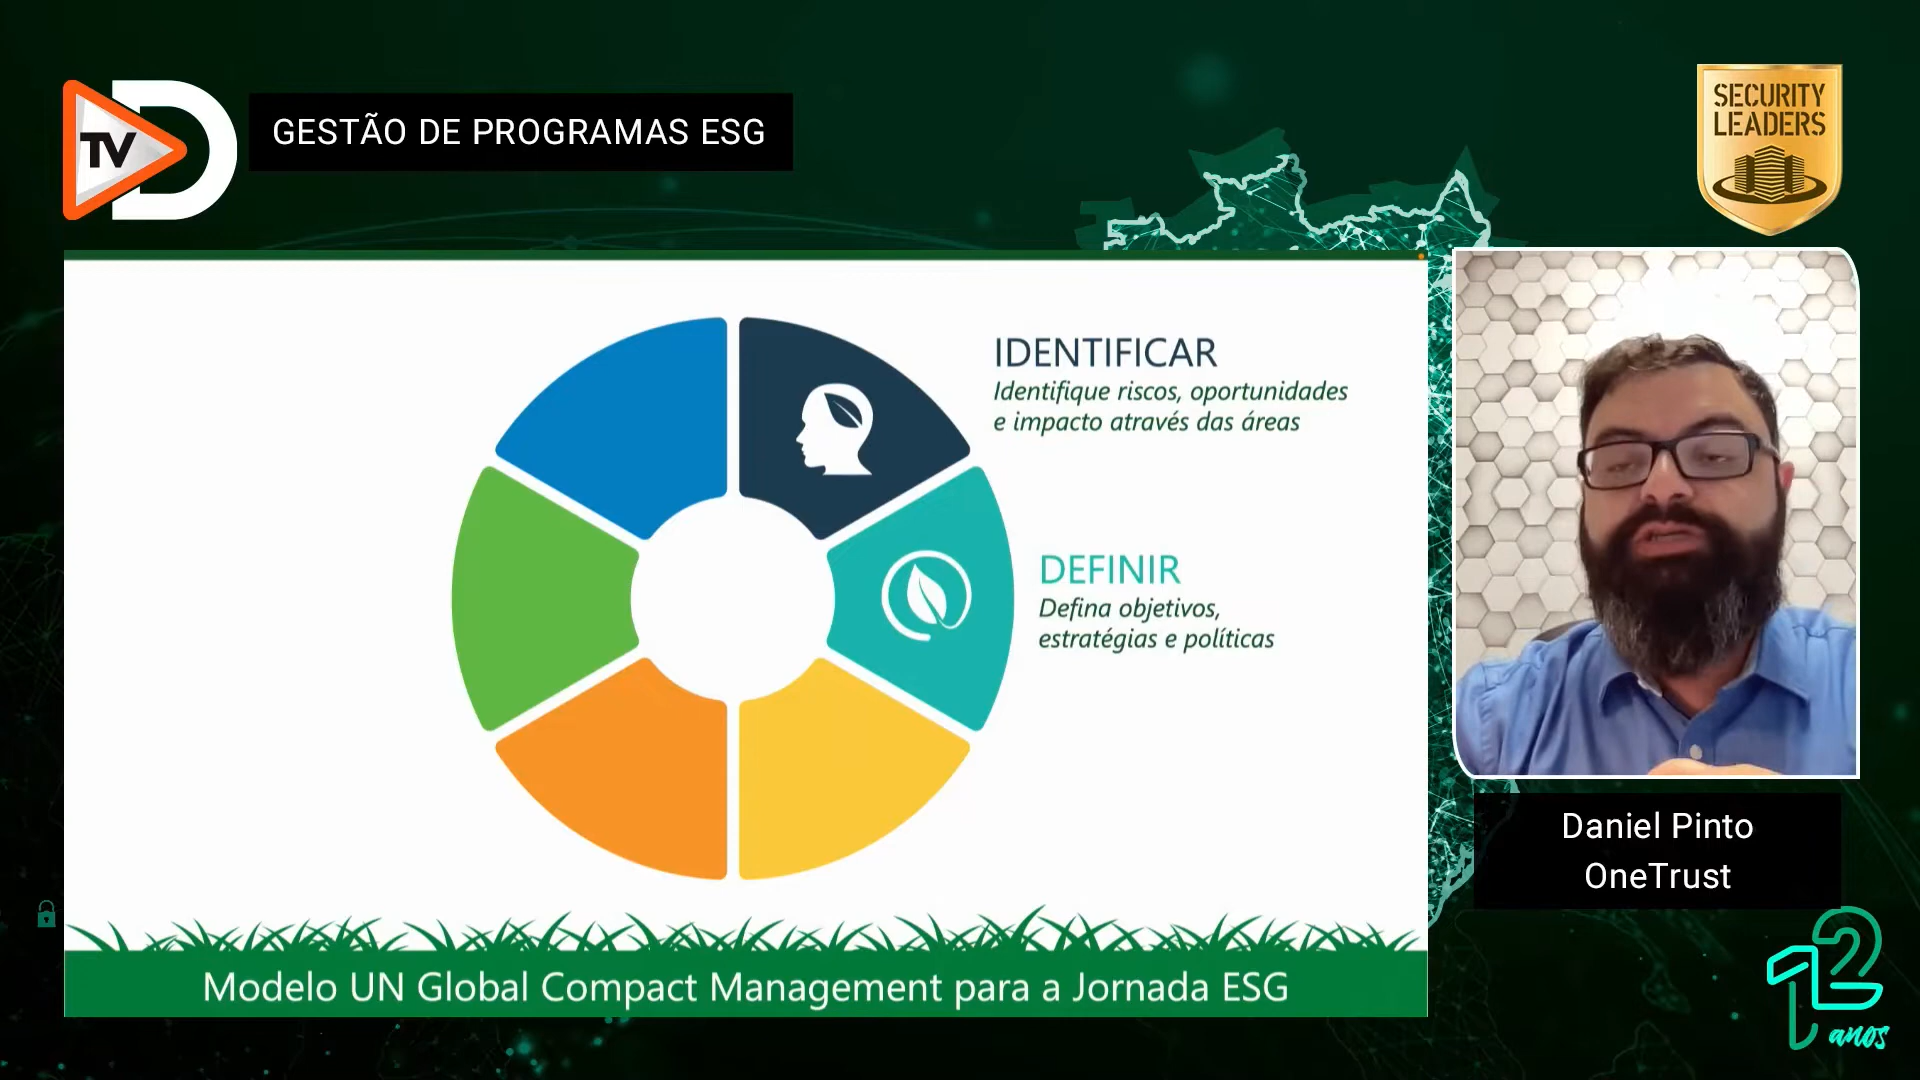 TV D
GESTÃO DE PROGRAMAS ESG
SECURITY
LEADERS
IDENTIFICAR
Identifique riscos, oportunidades
e impacto através das áreas
DEFINIR
Defina objetivos,
estratégias e políticas
Daniel Pinto
OneTrust
Modelo UN Global Compact Management para a Jornada ESG
12
anos